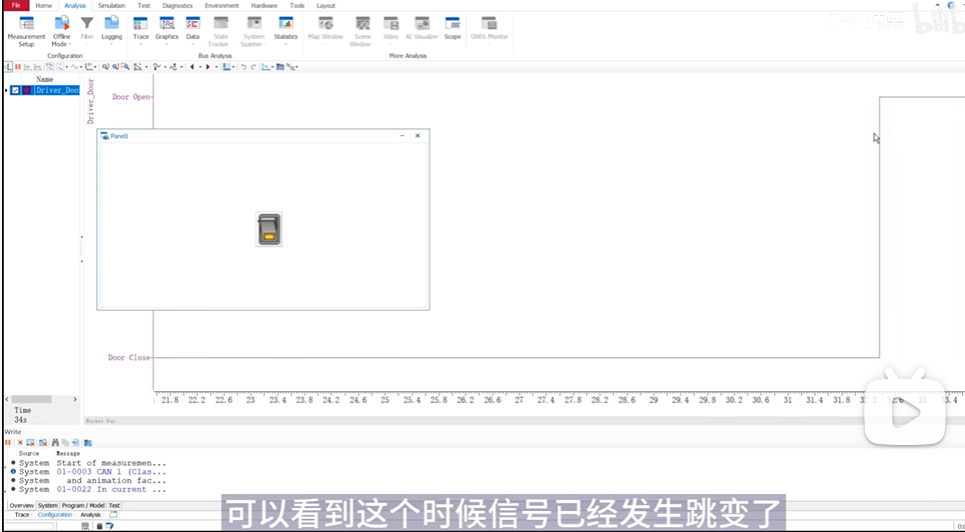 File Home Analysis Simulation Test Diagnostics Environment Hardware Tools Layout
Measurement Setup Offline Mode Filter Logging Trace Graphics Data State Tracker System Scanner Statistics Map Window Scene Window Video AI Visualizer Scope GNSS Monitor
Configuration Bus Analysis More Analysis
Name
Driver_Doo
Driver_Door
Door Open
Panel1
Door Close
21.8 22.2 22.6 23 23.4 23.8 24.2 24.6 25 25.4 25.8 26.2 26.6 27 27.4 27.8 28.2 28.6 29 29.4 29.8 30.2 30.6 31 31.4 31.8 32.6 33 33.4
Time
34s
Write
Source Message
System Start of measuremen...
System 01-0003 CAN 1 (Clas...
System and animation fac...
System 01-0022 In current ...
Overview System Program / Model Test
Trace Configuration Analysis
可以看到这个时候信号已经发生跳变了